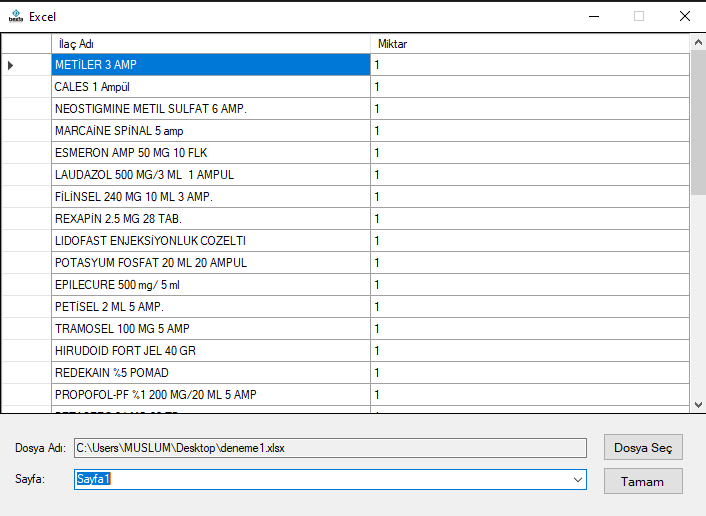 bexfa Excel
İlaç Adı Miktar
METİLER 3 AMP 1
CALES 1 Ampül 1
NEOSTIGMINE METIL SULFAT 6 AMP. 1
MARCAİNE SPİNAL 5 amp 1
ESMERON AMP 50 MG 10 FLK 1
LAUDAZOL 500 MG/3 ML  1 AMPUL 1
FİLİNSEL 240 MG 10 ML 3 AMP. 1
REXAPİN 2.5 MG 28 TAB. 1
LIDOFAST ENJEKSİYONLUK COZELTI 1
POTASYUM FOSFAT 20 ML 20 AMPUL 1
EPILECURE 500 mg/ 5 ml 1
PETİSEL 2 ML 5 AMP. 1
TRAMOSEL 100 MG 5 AMP 1
HIRUDOID FORT JEL 40 GR 1
REDEKAIN %5 POMAD 1
PROPOFOL-PF %1 200 MG/20 ML 5 AMP 1
Dosya Adı: C:\Users\MUSLUM\Desktop\deneme1.xlsx Dosya Seç
Sayfa: Sayfa1 Tamam